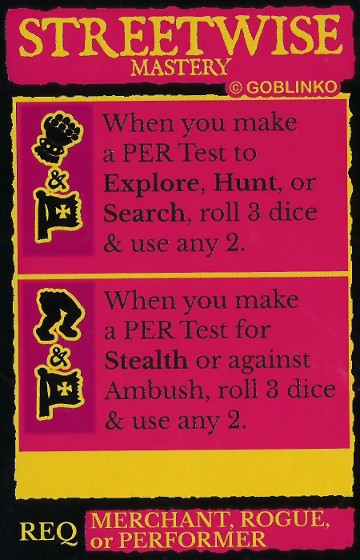 STREETWISE
MASTERY
© GOBLINKO
&
When you make
a PER Test to
Explore, Hunt, or
Search, roll 3 dice
& use any 2.
&
When you make
a PER Test for
Stealth or against
Ambush, roll 3 dice
& use any 2.
REQ MERCHANT, ROGUE,
or PERFORMER